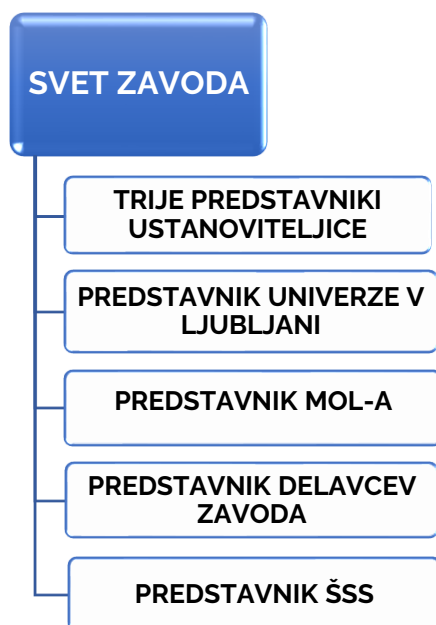 SVET ZAVODA
TRIJE PREDSTAVNIKI
USTANOVITELJICE
PREDSTAVNIK UNIVERZE V
LJUBLJANI
PREDSTAVNIK MOL-A
PREDSTAVNIK DELAVCEV
ZAVODA
PREDSTAVNIK ŠSS